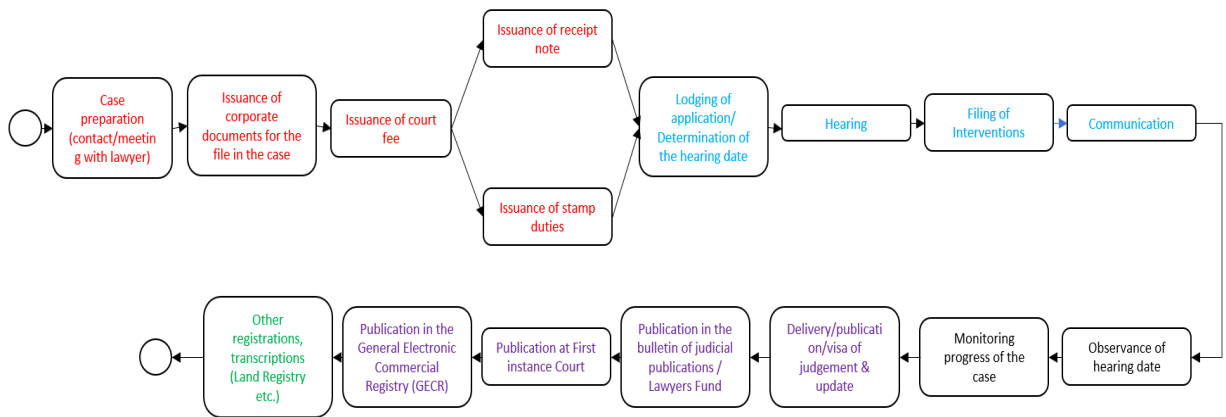 Case
preparation
(contact/meetin
g with lawyer)
Issuance of
corporate
documents for the
file in the case
Issuance of court
fee
Issuance of receipt
note
Issuance of stamp
duties
Lodging of
application/
Determination of
the hearing date
Hearing
Filing of
Interventions
Communication
Observance of
hearing date
Monitoring
progress of the
case
Delivery/publicati
on/visa of
judgement &
update
Publication in the
bulletin of judicial
publications /
Lawyers Fund
Publication at First
instance Court
Publication in the
General Electronic
Commercial
Registry (GECR)
Other
registrations,
transcriptions
(Land Registry
etc.)